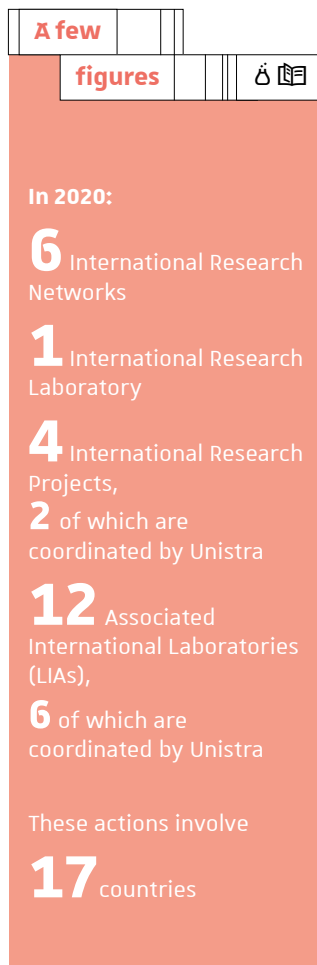 A few
figures
In 2020:
6 International Research
Networks
1 International Research
Laboratory
4 International Research
Projects,
2 of which are
coordinated by Unistra
12 Associated
International Laboratories
(LIAs),
6 of which are
coordinated by Unistra
These actions involve
17 countries